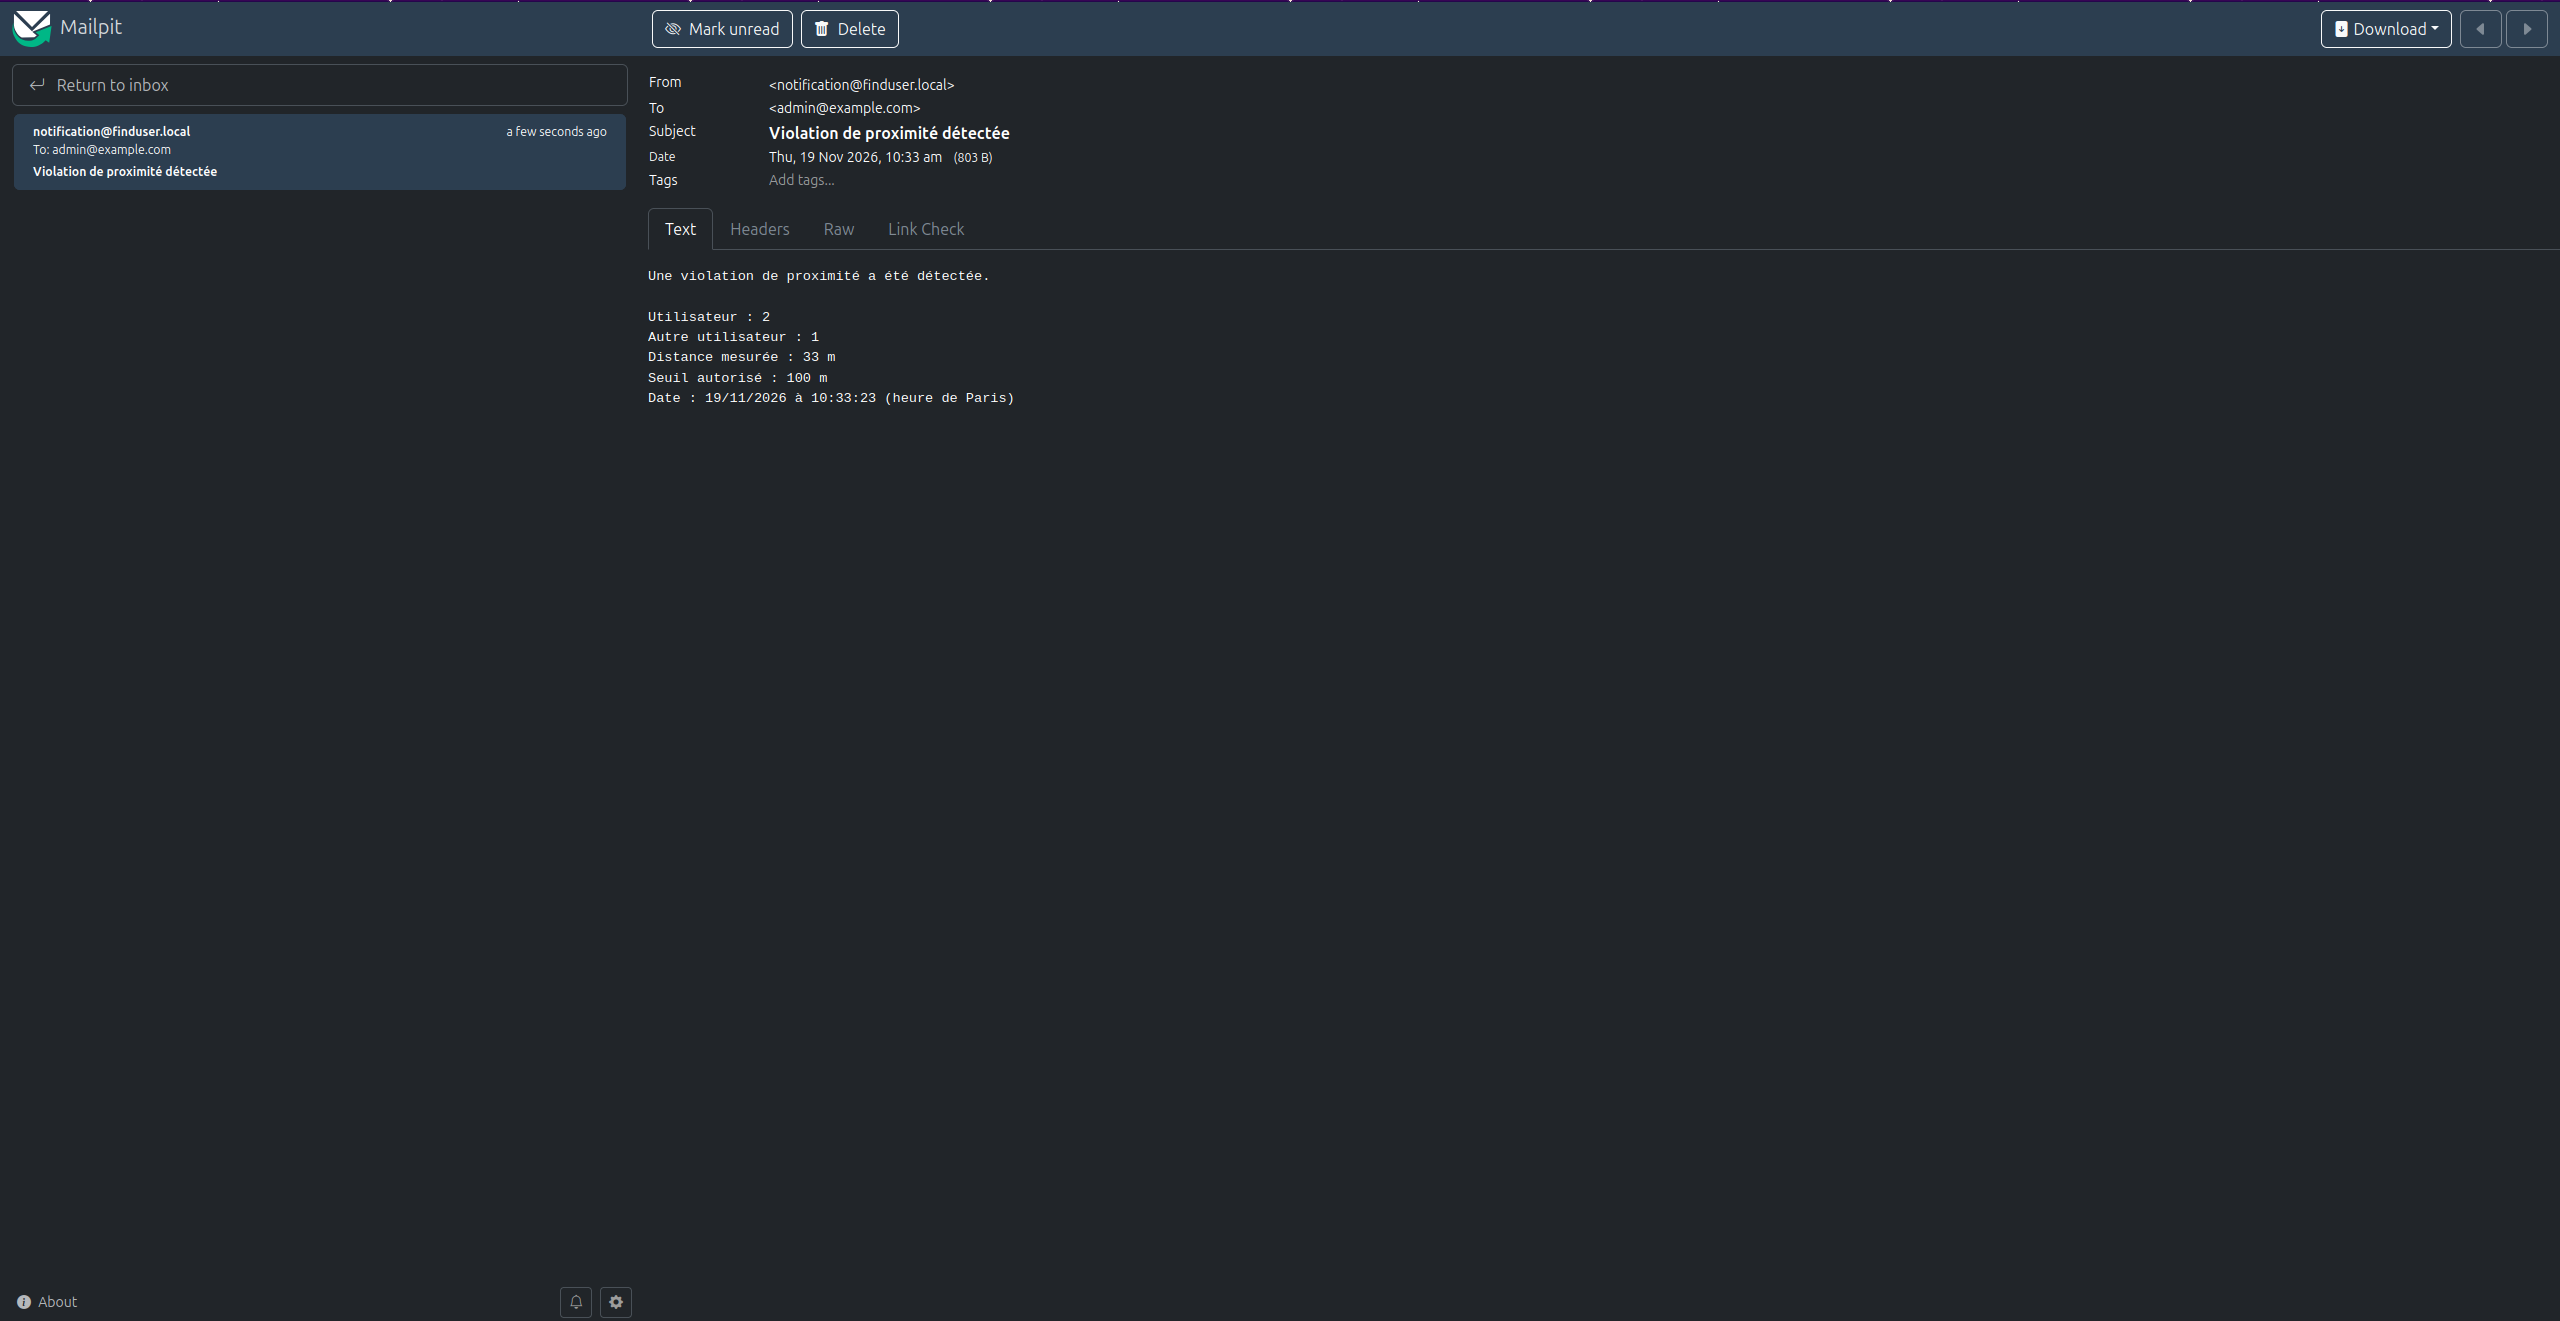 Mailpit
Mark unread
Delete
Download
Return to inbox
notification@finduser.local a few seconds ago
To: admin@example.com
Violation de proximité détectée
From <notification@finduser.local>
To <admin@example.com>
Subject Violation de proximité détectée
Date Thu, 19 Nov 2026, 10:33 am (803 B)
Tags Add tags...
Text Headers Raw Link Check
Une violation de proximité a été détectée.
Utilisateur : 2
Autre utilisateur : 1
Distance mesurée : 33 m
Seuil autorisé : 100 m
Date : 19/11/2026 à 10:33:23 (heure de Paris)
About